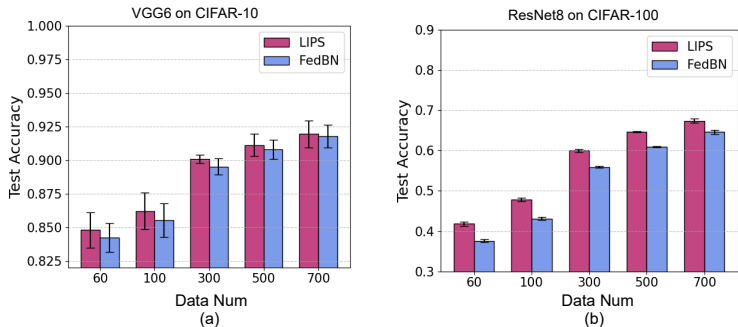 VGG6 on CIFAR-10
1.000
0.975
0.950
0.925
0.900
0.875
0.850
0.825
Test Accuracy
LIPS
FedBN
60 100 300 500 700
Data Num
(a)
ResNet8 on CIFAR-100
0.9
0.8
0.7
0.6
0.5
0.4
0.3
Test Accuracy
LIPS
FedBN
60 100 300 500 700
Data Num
(b)